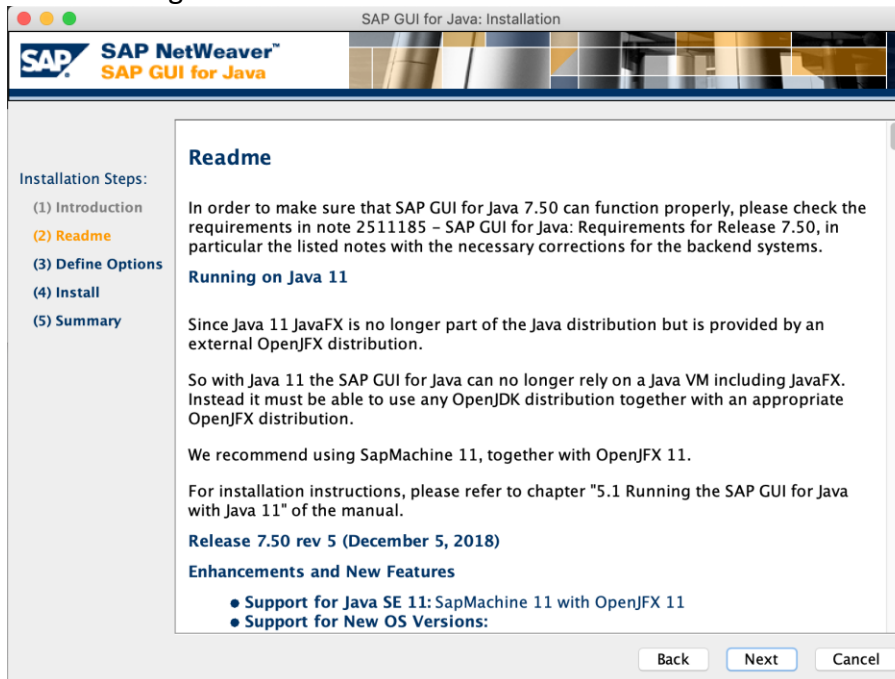 SAP GUI for Java: Installation
SAP
SAP NetWeaver™
SAP GUI for Java
Installation Steps:
(1) Introduction
(2) Readme
(3) Define Options
(4) Install
(5) Summary
Readme
In order to make sure that SAP GUI for Java 7.50 can function properly, please check the
requirements in note 2511185 – SAP GUI for Java: Requirements for Release 7.50, in
particular the listed notes with the necessary corrections for the backend systems.
Running on Java 11
Since Java 11 JavaFX is no longer part of the Java distribution but is provided by an
external OpenJFX distribution.
So with Java 11 the SAP GUI for Java can no longer rely on a Java VM including JavaFX.
Instead it must be able to use any OpenJDK distribution together with an appropriate
OpenJFX distribution.
We recommend using SapMachine 11, together with OpenJFX 11.
For installation instructions, please refer to chapter "5.1 Running the SAP GUI for Java
with Java 11" of the manual.
Release 7.50 rev 5 (December 5, 2018)
Enhancements and New Features
• Support for Java SE 11: SapMachine 11 with OpenJFX 11
• Support for New OS Versions:
Back
Next
Cancel